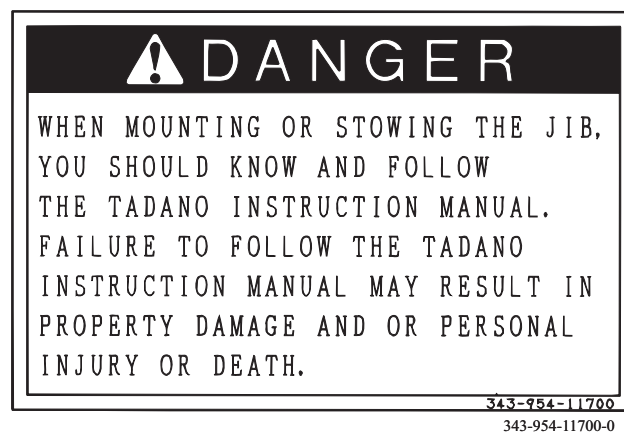 DANGER
WHEN MOUNTING OR STOWING THE JIB,
YOU SHOULD KNOW AND FOLLOW
THE TADANO INSTRUCTION MANUAL.
FAILURE TO FOLLOW THE TADANO
INSTRUCTION MANUAL MAY RESULT IN
PROPERTY DAMAGE AND OR PERSONAL
INJURY OR DEATH.
343-954-11700
343-954-11700-0